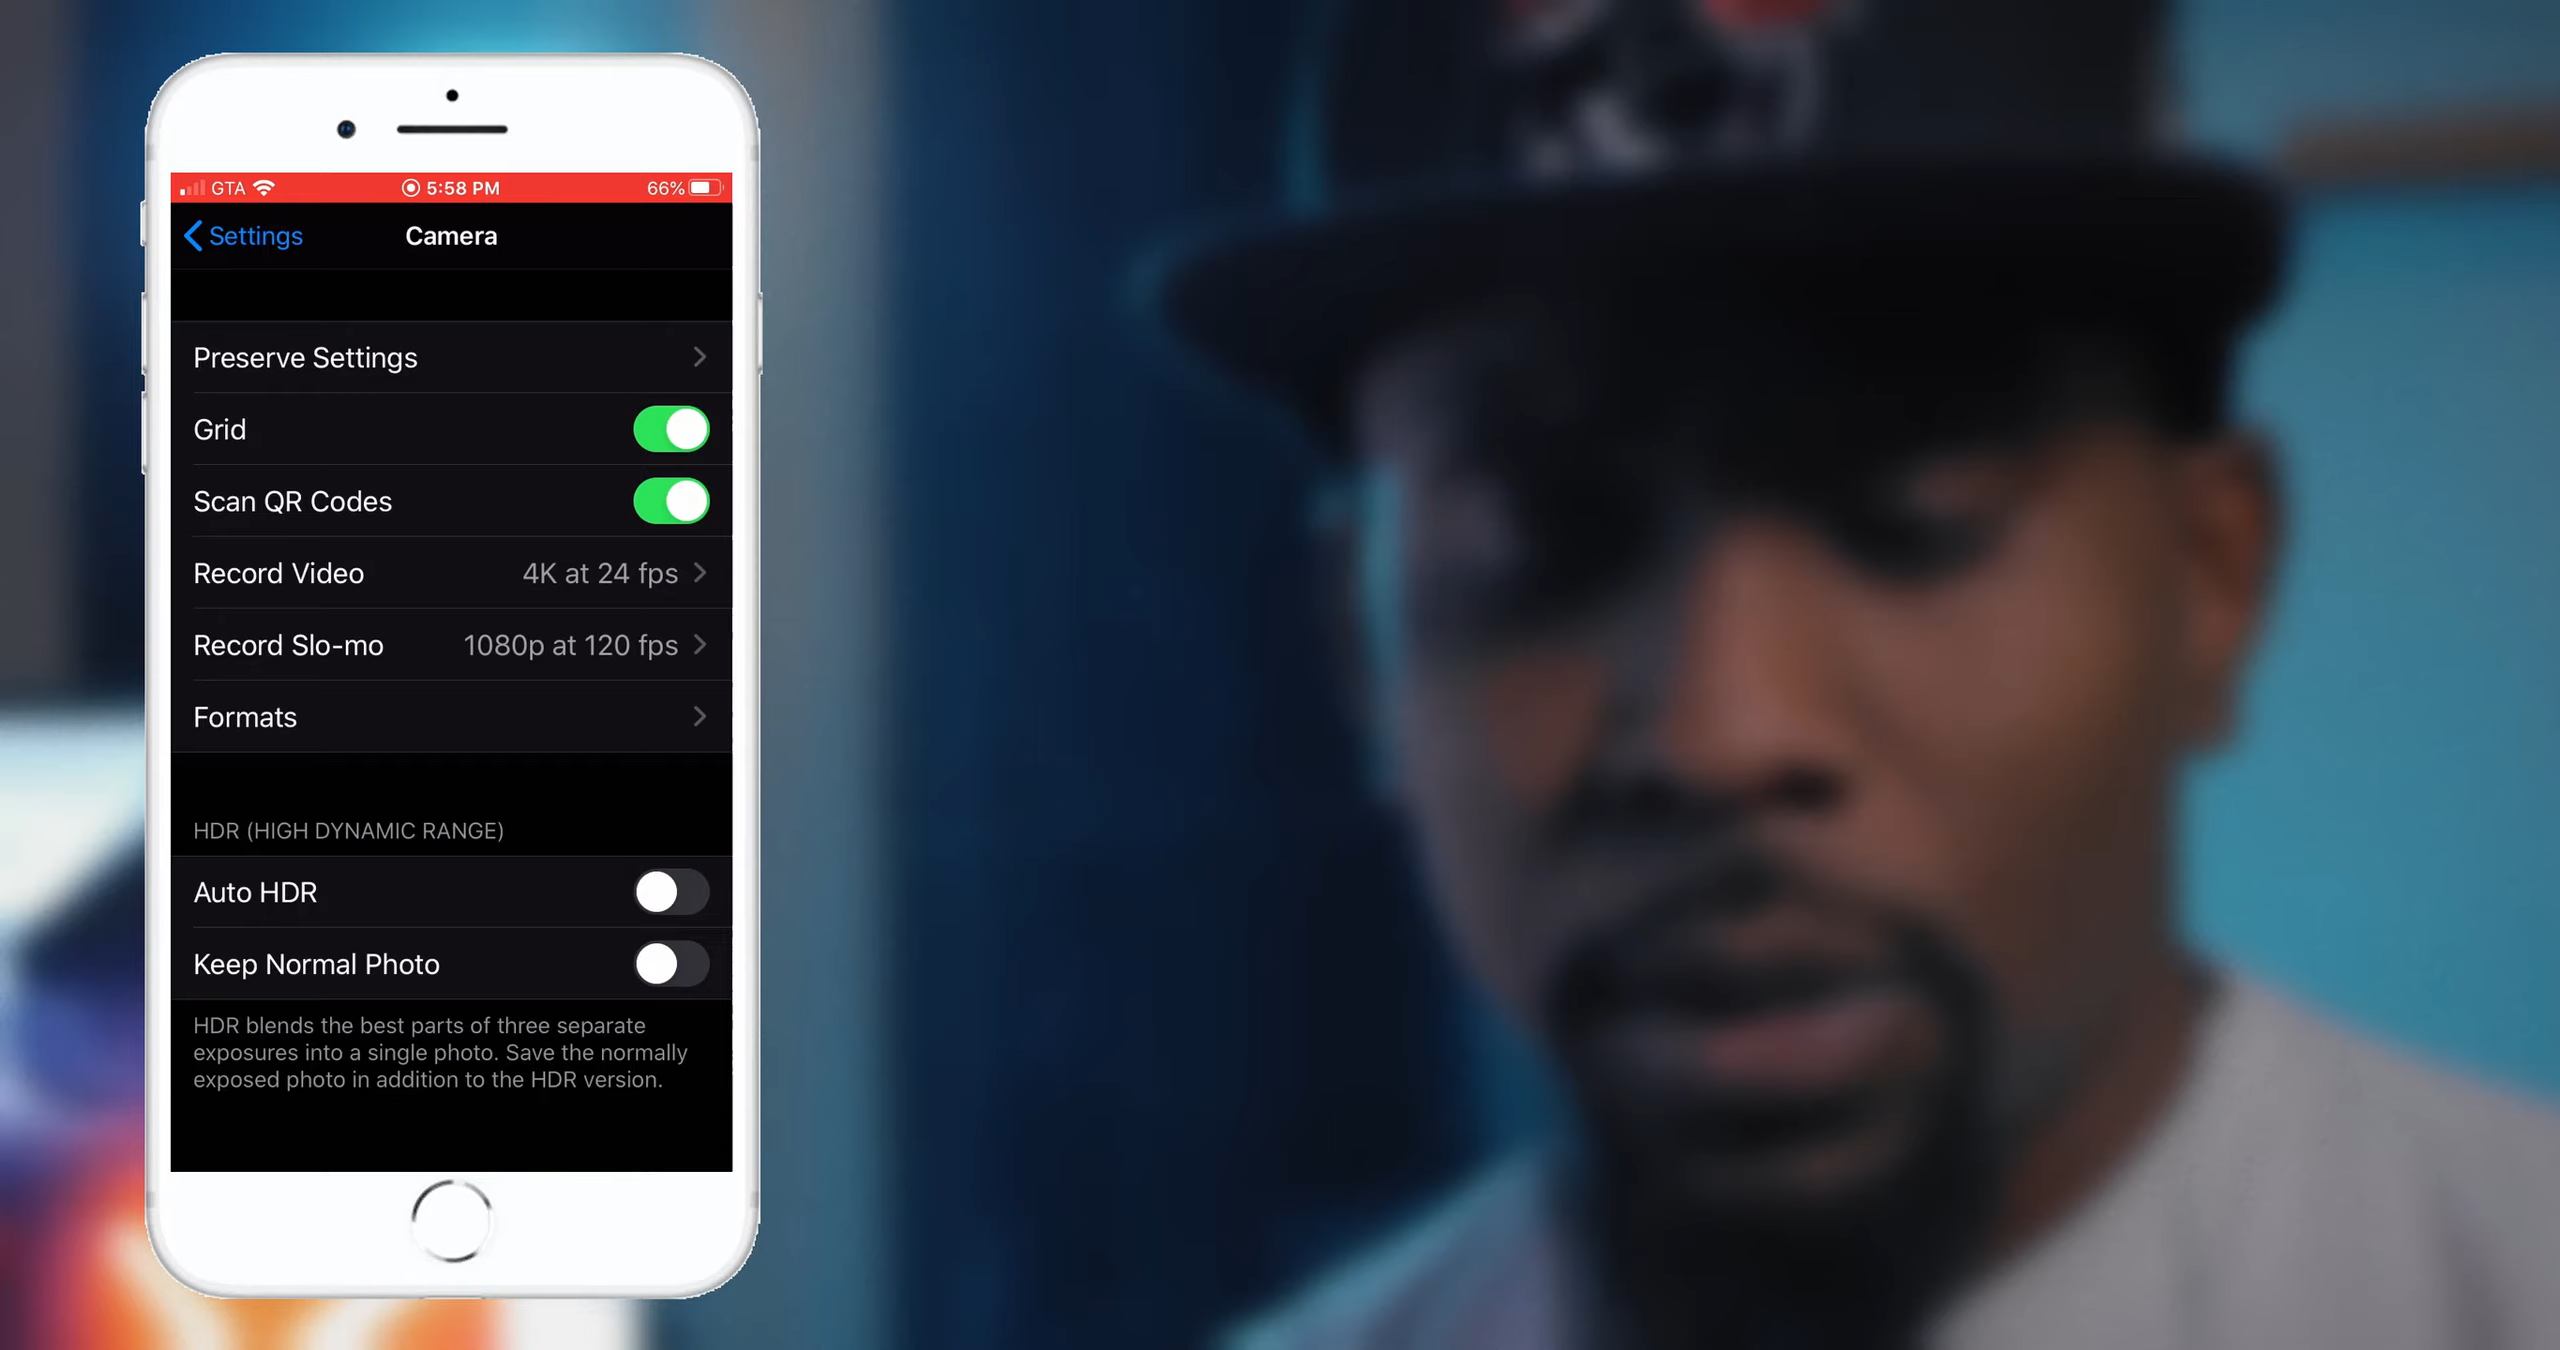 GTA 5:58 PM 66%
Settings Camera
Preserve Settings
Grid
Scan QR Codes
Record Video 4K at 24 fps
Record Slo-mo 1080p at 120 fps
Formats
HDR (HIGH DYNAMIC RANGE)
Auto HDR
Keep Normal Photo
HDR blends the best parts of three separate
exposures into a single photo. Save the normally
exposed photo in addition to the HDR version.